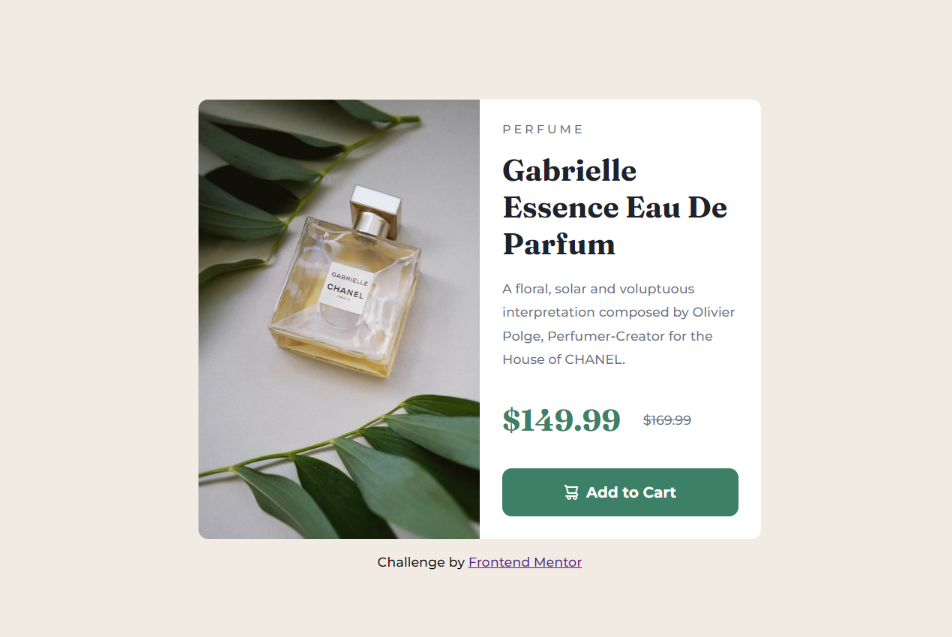 GABRIELLE
CHANEL
PARIS
PERFUME
Gabrielle
Essence Eau De
Parfum
A floral, solar and voluptuous
interpretation composed by Olivier
Polge, Perfumer-Creator for the
House of CHANEL.
$149.99 $169.99
Add to Cart
Challenge by Frontend Mentor